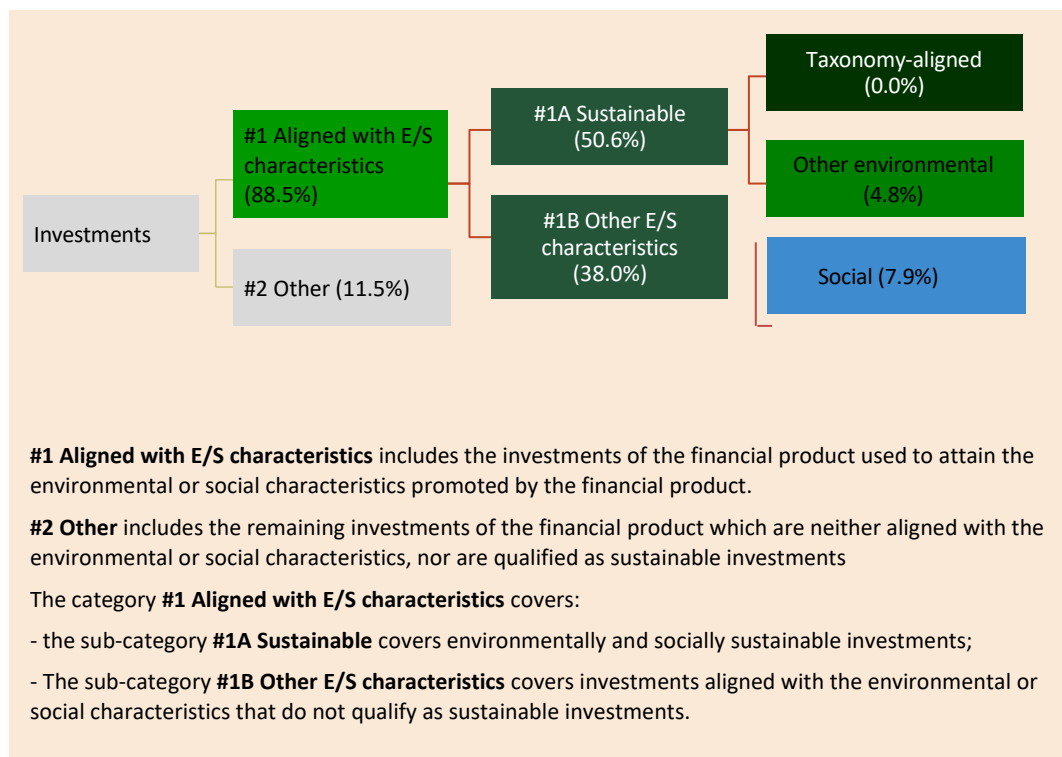 Investments
#1 Aligned with E/S
characteristics
(88.5%)
#2 Other (11.5%)
#1A Sustainable
(50.6%)
#1B Other E/S
characteristics
(38.0%)
Taxonomy-aligned
(0.0%)
Other environmental
(4.8%)
Social (7.9%)
#1 Aligned with E/S characteristics includes the investments of the financial product used to attain the
environmental or social characteristics promoted by the financial product.
#2 Other includes the remaining investments of the financial product which are neither aligned with the
environmental or social characteristics, nor are qualified as sustainable investments
The category #1 Aligned with E/S characteristics covers:
- the sub-category #1A Sustainable covers environmentally and socially sustainable investments;
- The sub-category #1B Other E/S characteristics covers investments aligned with the environmental or
social characteristics that do not qualify as sustainable investments.